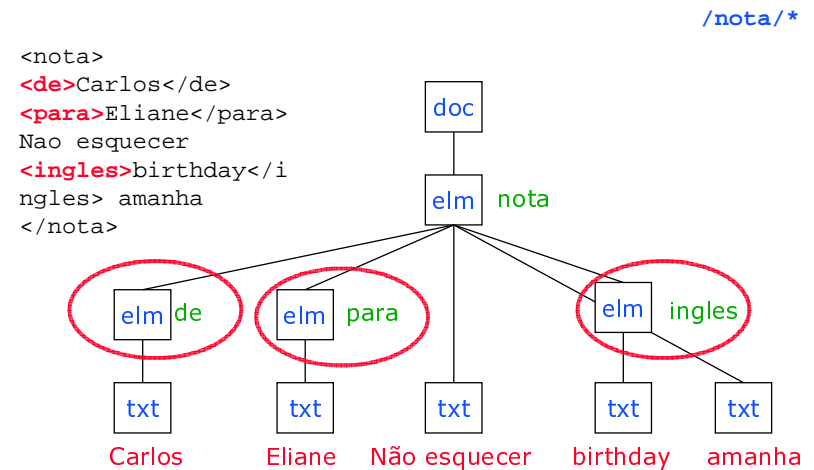 /nota/*
<nota>
<de>Carlos</de>
<para>Eliane</para>
Nao esquecer
<ingles>birthday</i
ngles> amanha
</nota>
doc
elm nota
elm de elm para elm ingles
txt txt txt txt txt
Carlos Eliane Não esquecer birthday amanha